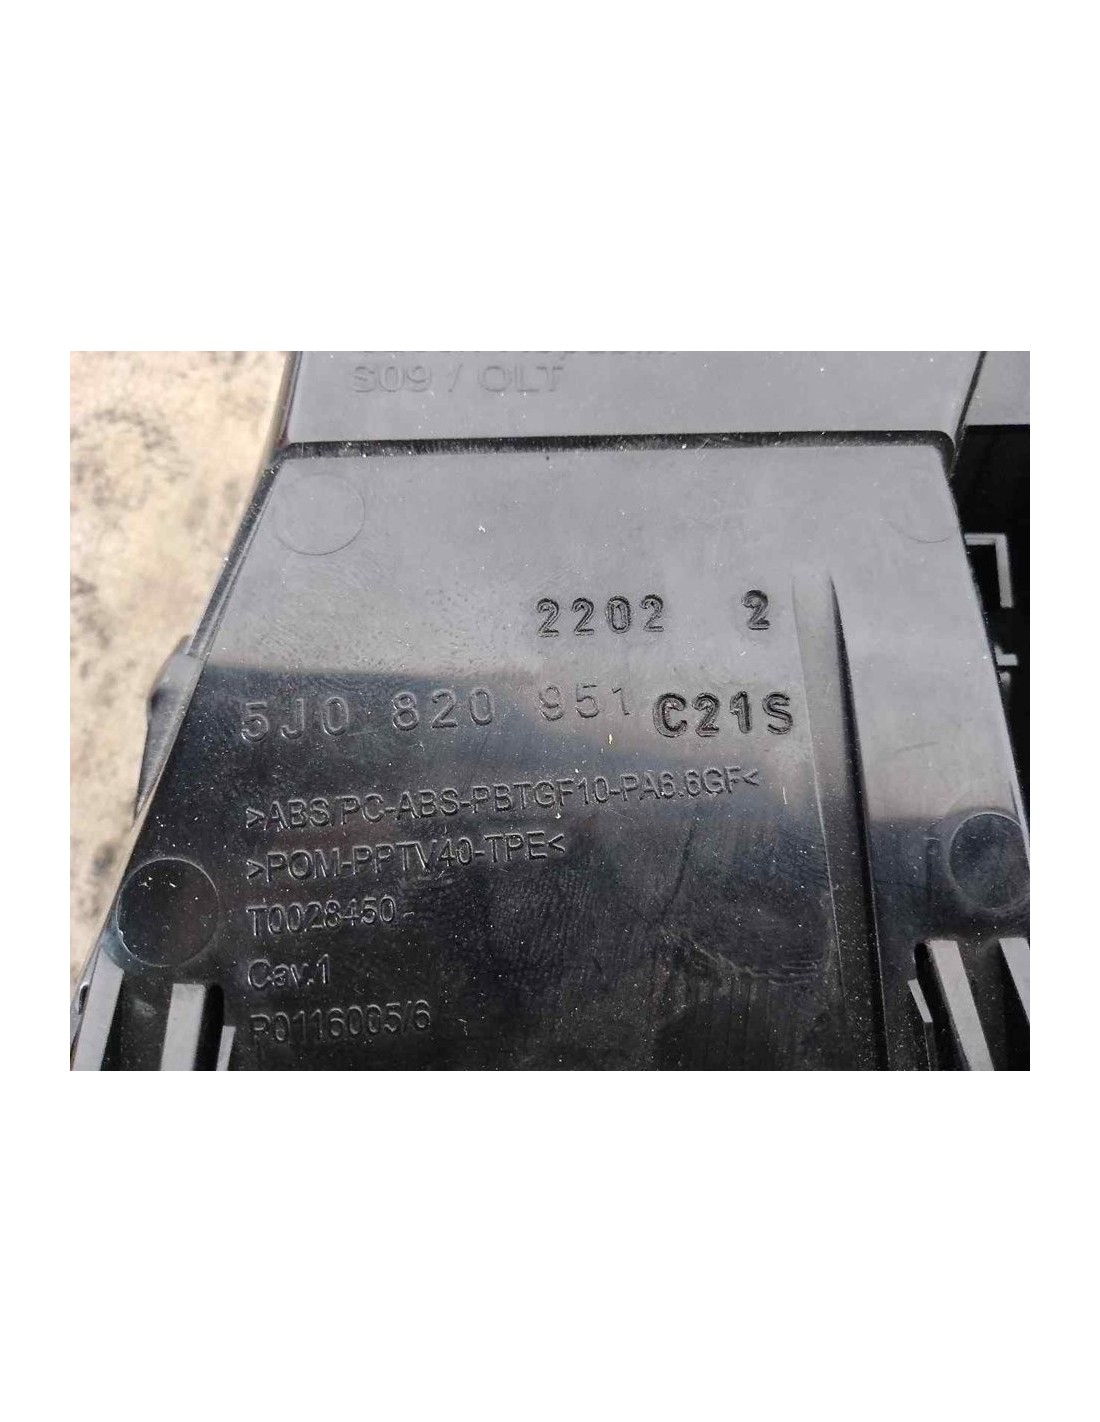 S09 / OLT
2202 2
5J0 820 951 C21S
>ABS/PC-ABS-PBTGF10-PA6.6GF<
>POM-PPTV40-TPE<
T0028450-
Cav.1
P0116005/6